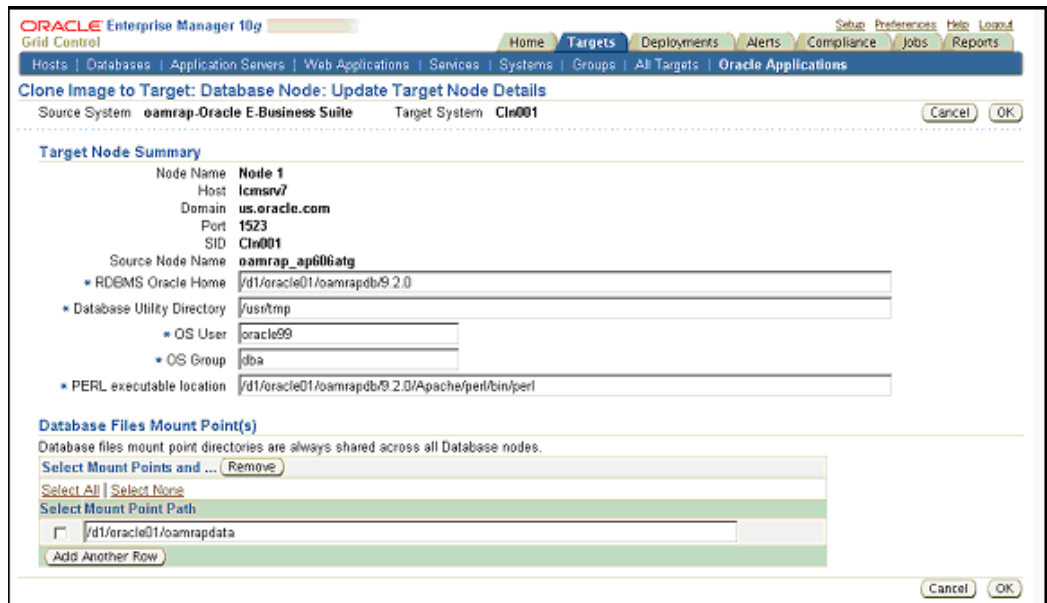 ORACLE Enterprise Manager 10g
Grid Control
Setup Preferences Help Logout
Home Targets Deployments Alerts Compliance Jobs Reports
Hosts | Databases | Application Servers | Web Applications | Services | Systems | Groups | All Targets | Oracle Applications
Clone Image to Target: Database Node: Update Target Node Details
Source System oamrap-Oracle E-Business Suite Target System Cln001
Cancel OK
Target Node Summary
Node Name Node 1
Host lcmsrv7
Domain us.oracle.com
Port 1523
SID Cln001
Source Node Name oamrap_ap606atg
* RDBMS Oracle Home /d1/oracle01/oamrapdb/9.2.0
* Database Utility Directory /usr/tmp
* OS User oracle99
* OS Group dba
* PERL executable location /d1/oracle01/oamrapdb/9.2.0/Apache/perl/bin/perl
Database Files Mount Point(s)
Database files mount point directories are always shared across all Database nodes.
Select Mount Points and ... Remove
Select All | Select None
Select Mount Point Path
/d1/oracle01/oamrapdata
Add Another Row
Cancel OK